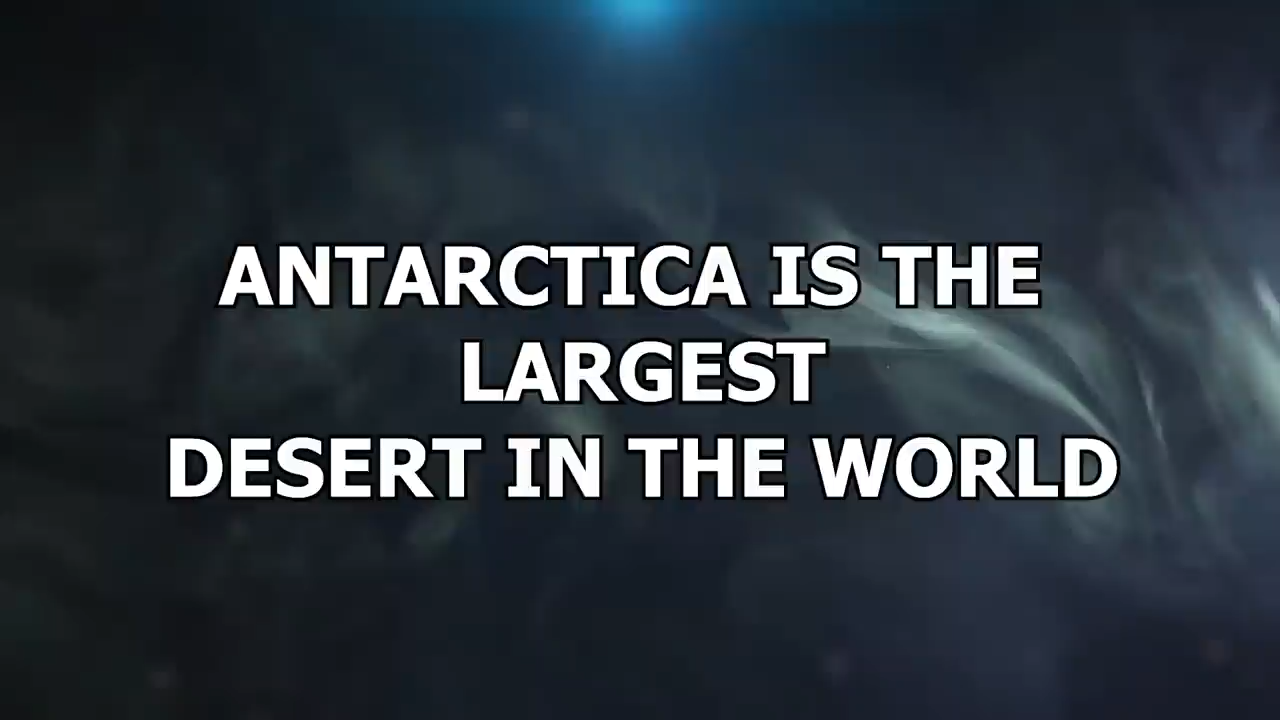 ANTARCTICA IS THE
LARGEST
DESERT IN THE WORLD